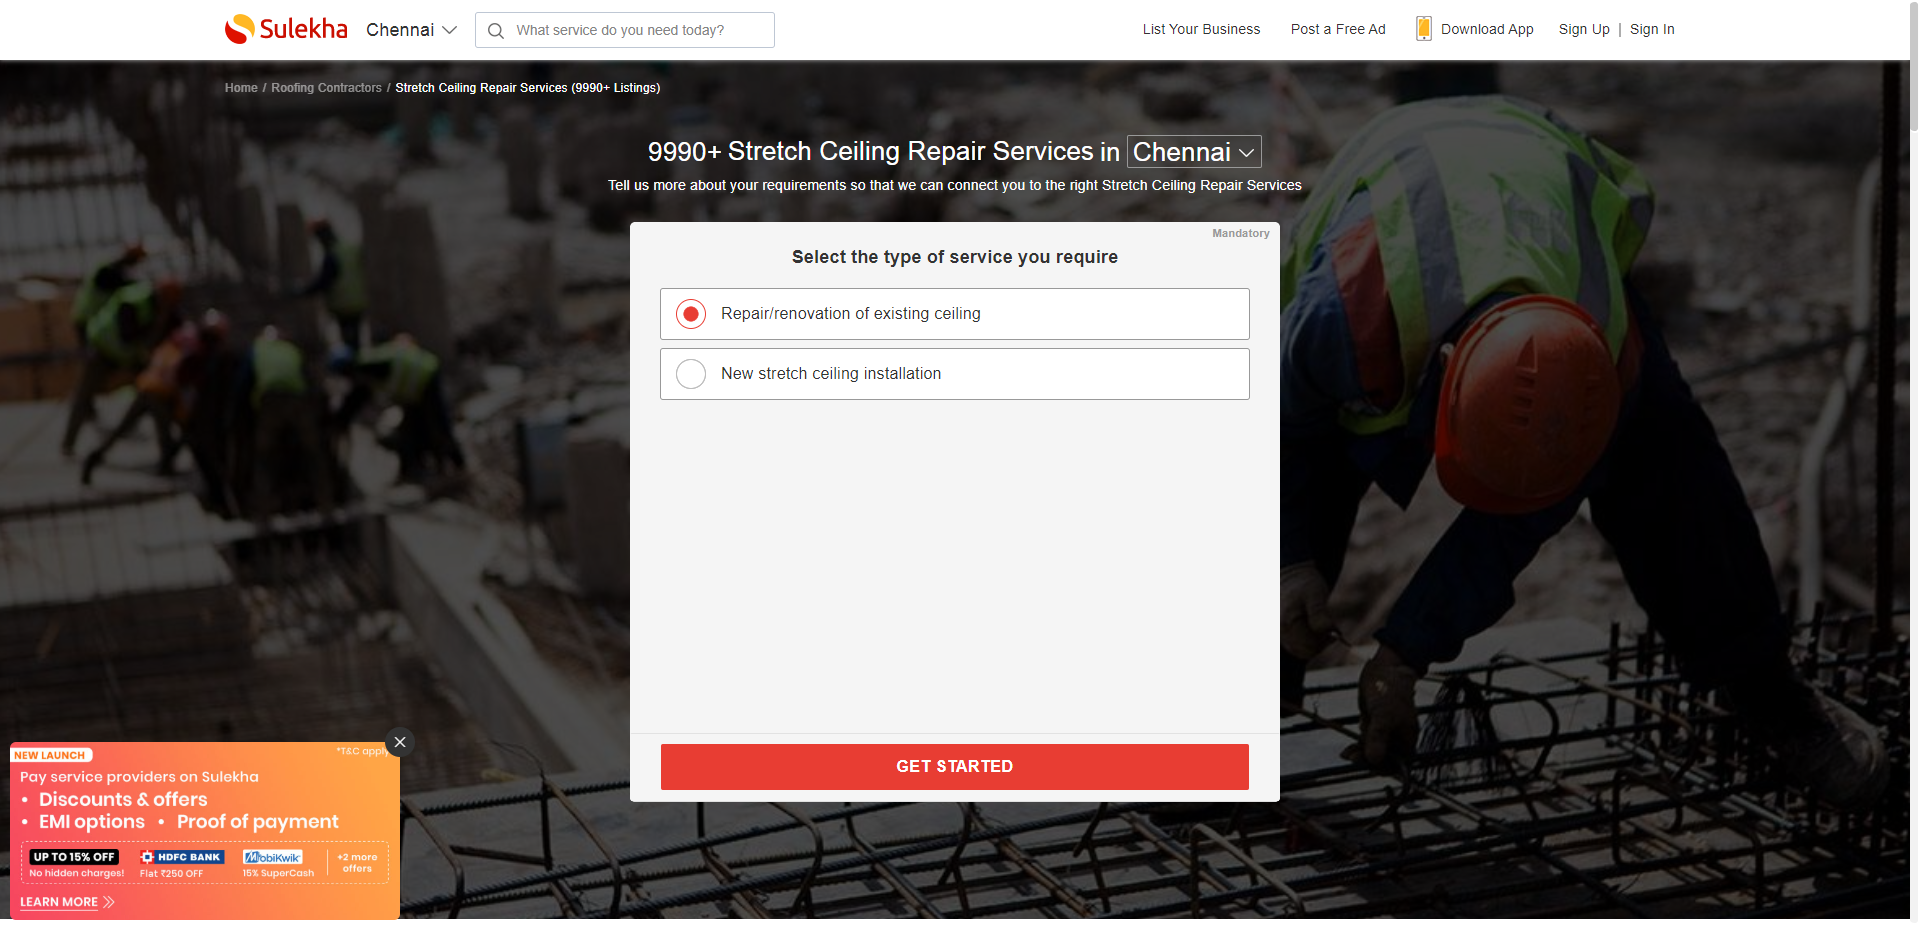 Sulekha Chennai What service do you need today? List Your Business Post a Free Ad Download App Sign Up | Sign In
Home / Roofing Contractors / Stretch Ceiling Repair Services (9990+ Listings)
9990+ Stretch Ceiling Repair Services in Chennai
Tell us more about your requirements so that we can connect you to the right Stretch Ceiling Repair Services
Mandatory
Select the type of service you require
Repair/renovation of existing ceiling
New stretch ceiling installation
GET STARTED
NEW LAUNCH *T&C apply
Pay service providers on Sulekha
• Discounts & offers
• EMI options • Proof of payment
UP TO 15% OFF HDFC BANK MobiKwik +2 more
No hidden charges! Flat ₹250 OFF 15% SuperCash offers
LEARN MORE